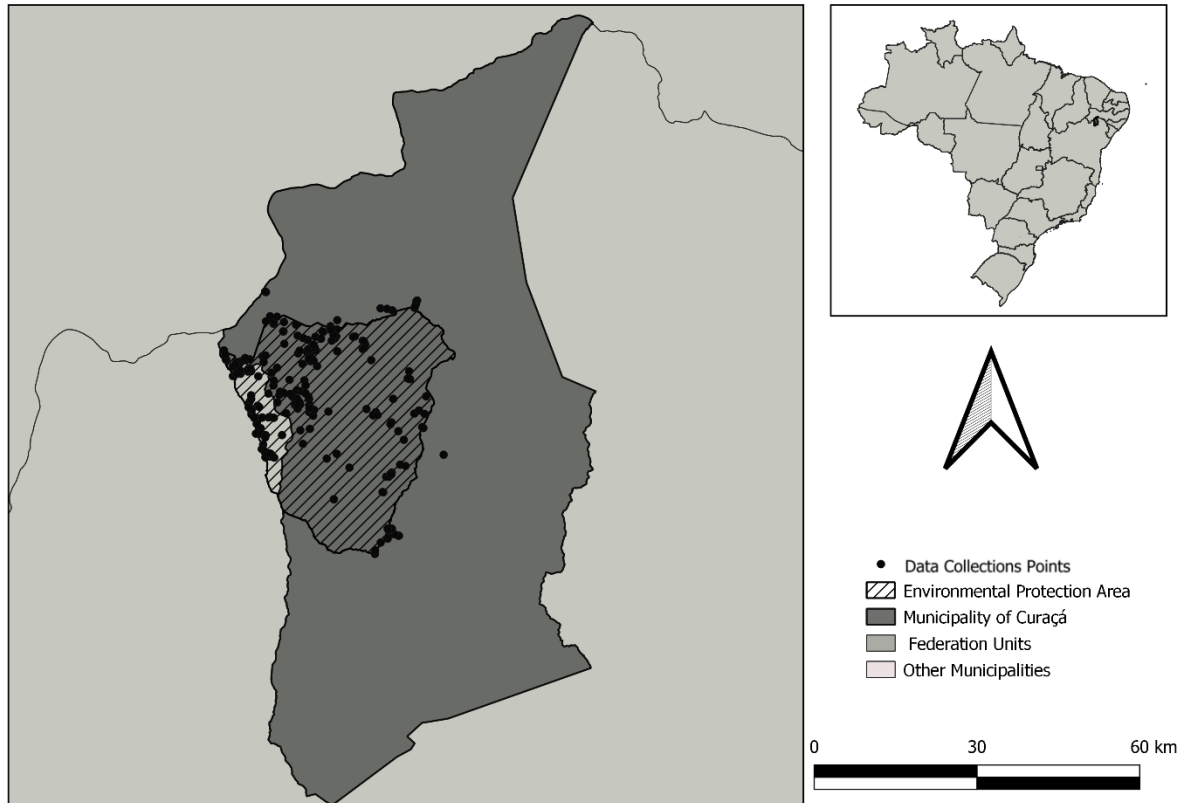 Data Collections Points
Environmental Protection Area
Municipality of Curaçá
Federation Units
Other Municipalities
0 30 60 km